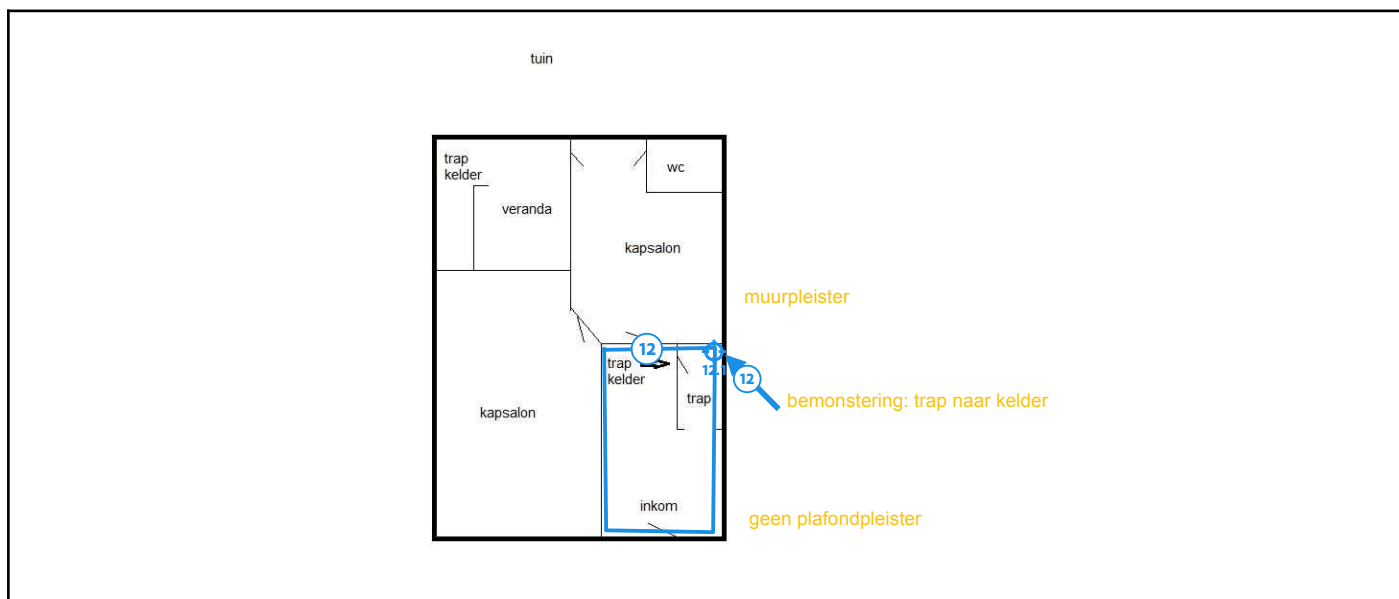 tuin
trap
kelder
wc
veranda
kapsalon
muurpleister
12
trap
kelder
12.1
12
trap
bemonstering: trap naar kelder
kapsalon
inkom
geen plafondpleister